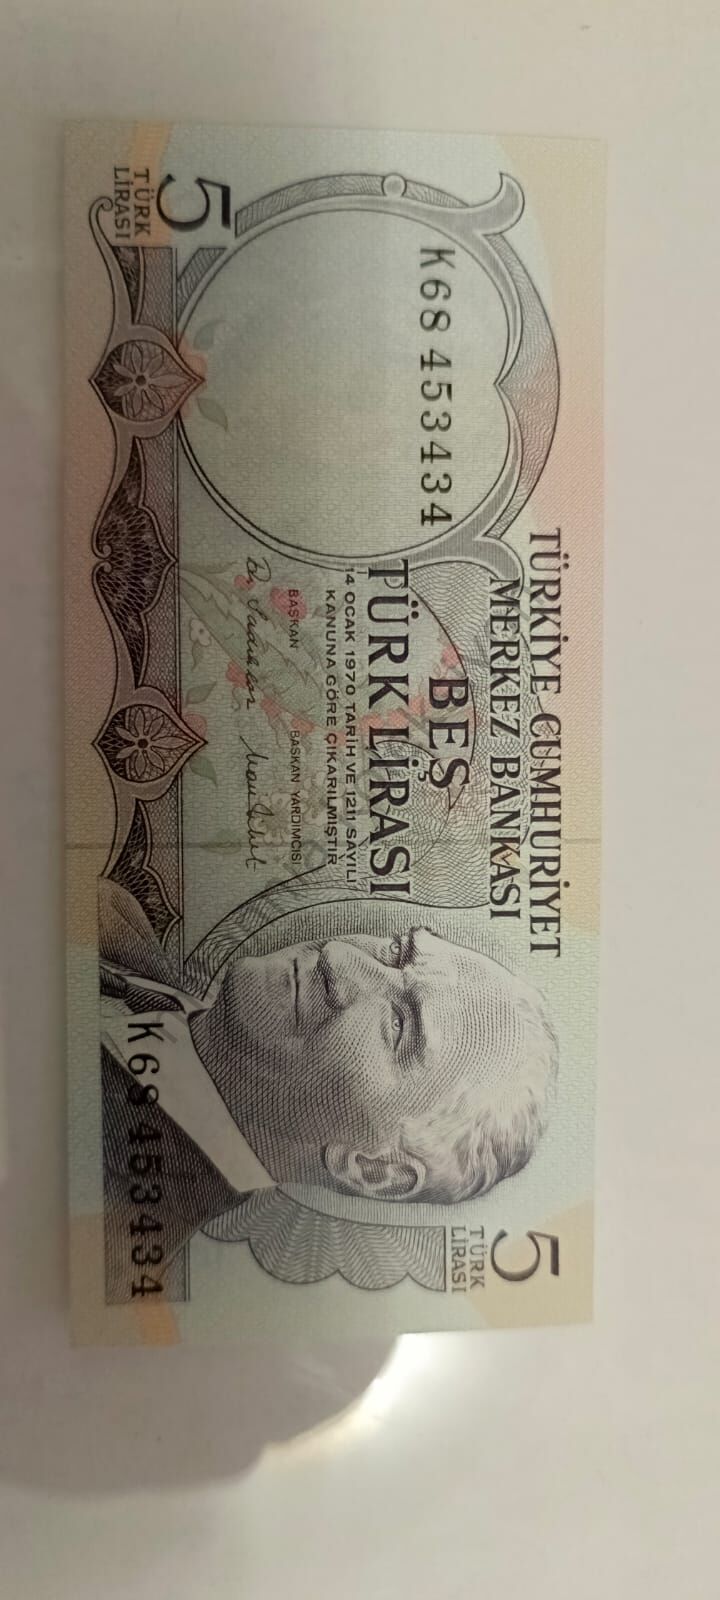 TÜRKİYE CUMHURİYET
MERKEZ BANKASI
K68 453434
BEŞ
TÜRK LİRASI
14 OCAK 1970 TARİH VE 1211 SAYILI
KANUNA GÖRE ÇIKARILMIŞTIR
BAŞKAN
BAŞKAN YARDIMCISI
5
TÜRK
LİRASI
5
TÜRK
LİRASI
K68 453434